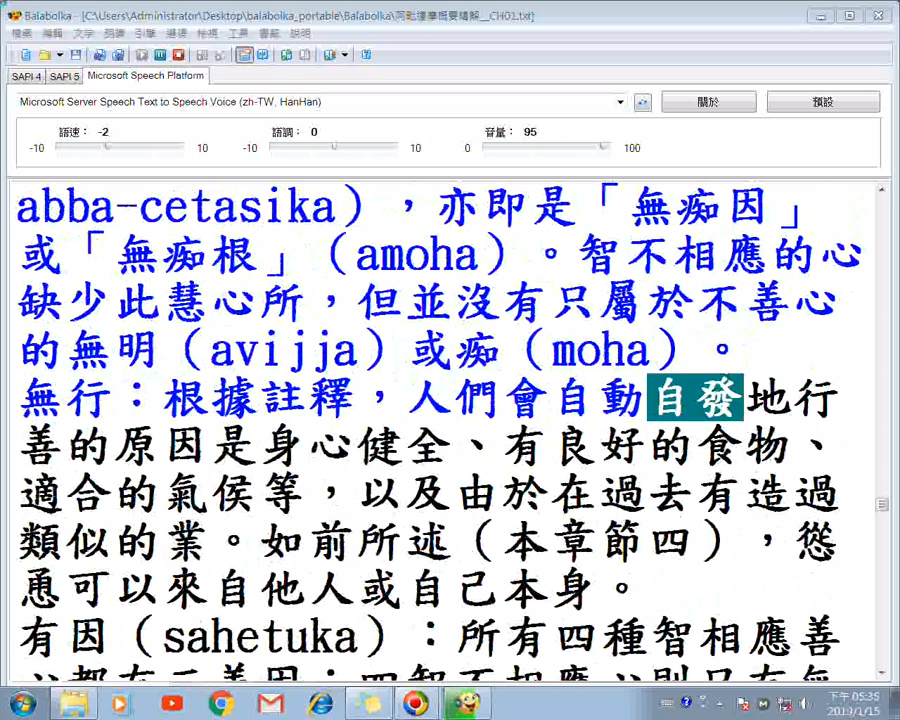 Balabolka - [C:\Users\Administrator\Desktop\balabolka_portable\Balabolka\阿毗達摩概要精解__CH01.txt]
檔案 編輯 文字 朗讀 引擎 選項 檢視 工具 書籤 說明
SAPI 4 SAPI 5 Microsoft Speech Platform
Microsoft Server Speech Text to Speech Voice (zh-TW, HanHan) 關於 預設
語速： -2 語調： 0 音量： 95
-10 10 -10 10 0 100
abba-cetasika），亦即是「無痴因」
或「無痴根」（amoha）。智不相應的心
缺少此慧心所，但並沒有只屬於不善心
的無明（avijja）或痴（moha）。
無行：根據註釋，人們會自動自發地行
善的原因是身心健全、有良好的食物、
適合的氣侯等，以及由於在過去有造過
類似的業。如前所述（本章節四），慫
恿可以來自他人或自己本身。
有因（sahetuka）：所有四種智相應善
下午 05:35
2019/1/15